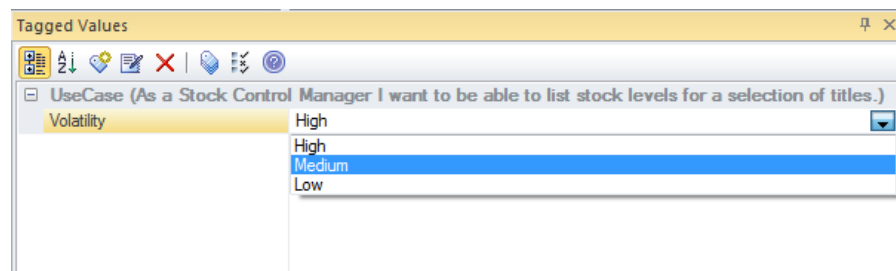 Tagged Values
UseCase (As a Stock Control Manager I want to be able to list stock levels for a selection of titles.)
Volatility High
High
Medium
Low